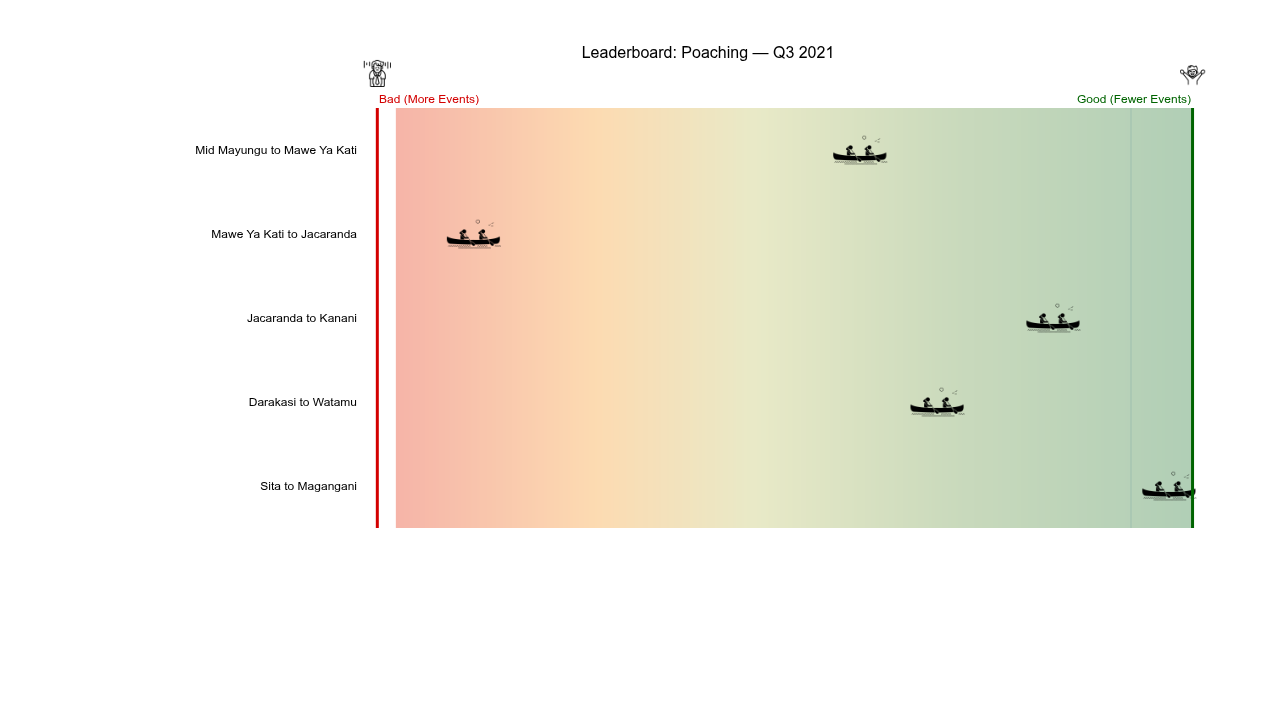 Leaderboard: Poaching — Q3 2021
Bad (More Events)
Good (Fewer Events)
Mid Mayungu to Mawe Ya Kati
Mawe Ya Kati to Jacaranda
Jacaranda to Kanani
Darakasi to Watamu
Sita to Magangani